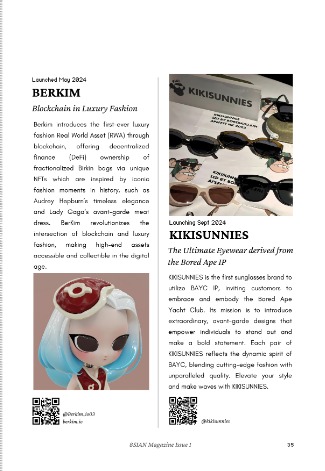 Launched May 2024
BERKIM
Blockchain in Luxury Fashion
Berkim introduces the first-ever luxury
fashion Real World Asset (RWA) through
blockchain, offering decentralized
finance (DeFi) ownership of
fractionalized Birkin bags via unique
NFTs which are inspired by iconic
fashion moments in history, such as
Audrey Hepburn's timeless elegance
and Lady Gaga's avant-garde meat
dress. Berkim revolutionizes the
intersection of blockchain and luxury
fashion, making high-end assets
accessible and collectible in the digital
age.
berkim.io
KIKISUNNIES
Launching Sept 2024
KIKISUNNIES
The Ultimate Eyewear derived from
the Bored Ape IP
KIKISUNNIES is the first sunglasses brand to
utilize BAYC IP, inviting customers to
embrace and embody the Bored Ape
Yacht Club. Its mission is to introduce
extraordinary, avant-garde designs that
empower individuals to stand out and
make a bold statement. Each pair of
KIKISUNNIES reflects the dynamic spirit of
BAYC, blending cutting-edge fashion with
unparalleled quality. Elevate your style
and make waves with KIKISUNNIES.
@kikisunnies
BSIAN Magazine Issue 1
35